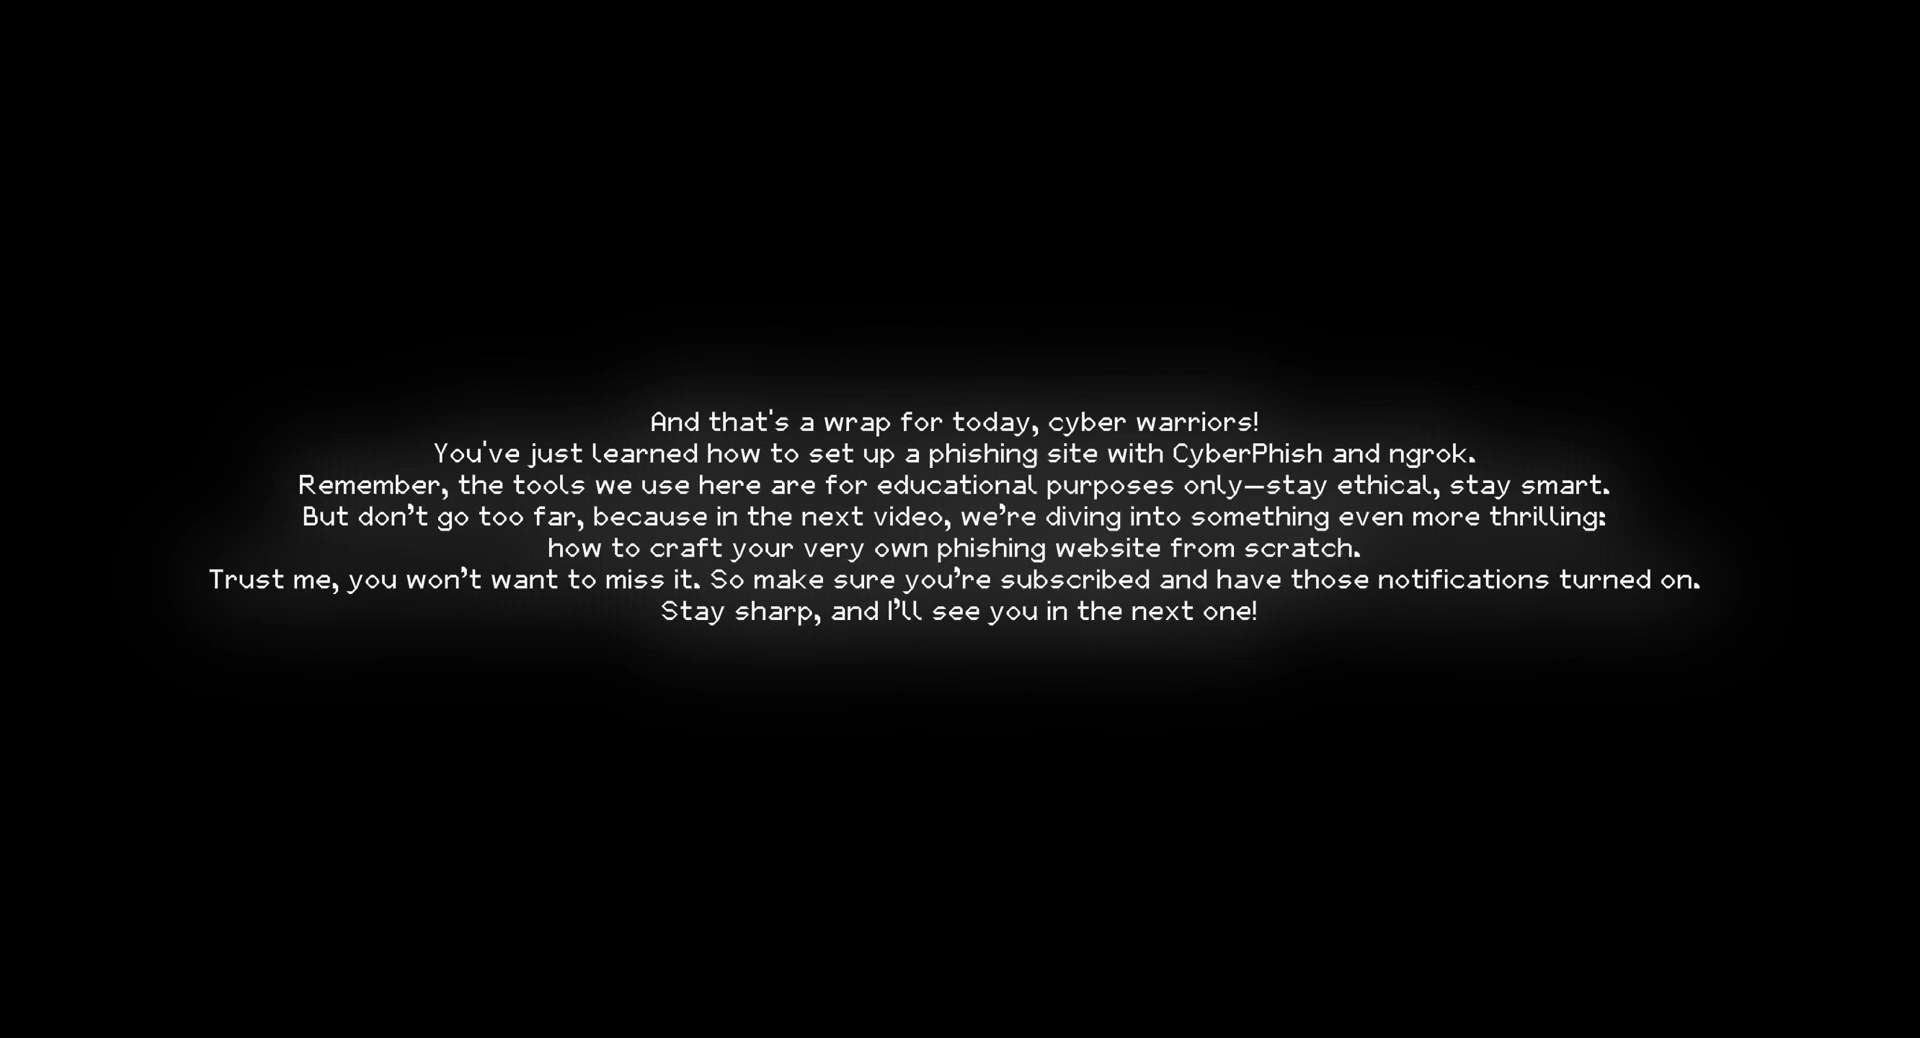 And that's a wrap for today, cyber warriors!
You've just learned how to set up a phishing site with CyberPhish and ngrok.
Remember, the tools we use here are for educational purposes only—stay ethical, stay smart.
But don’t go too far, because in the next video, we’re diving into something even more thrilling:
how to craft your very own phishing website from scratch.
Trust me, you won’t want to miss it. So make sure you’re subscribed and have those notifications turned on.
Stay sharp, and I’ll see you in the next one!